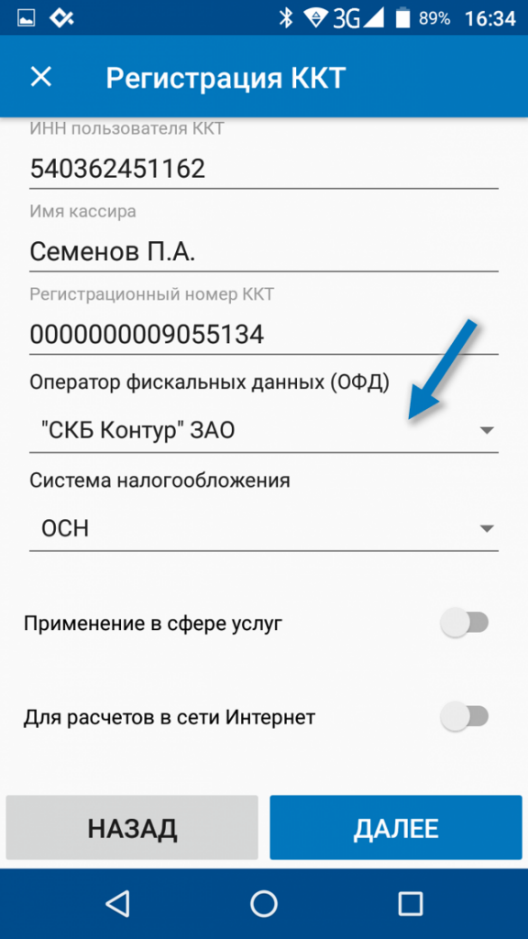 3G 89% 16:34
Регистрация ККТ
ИНН пользователя ККТ
540362451162
Имя кассира
Семенов П.А.
Регистрационный номер ККТ
0000000009055134
Оператор фискальных данных (ОФД)
"СКБ Контур" ЗАО
Система налогообложения
ОСН
Применение в сфере услуг
Для расчетов в сети Интернет
НАЗАД ДАЛЕЕ